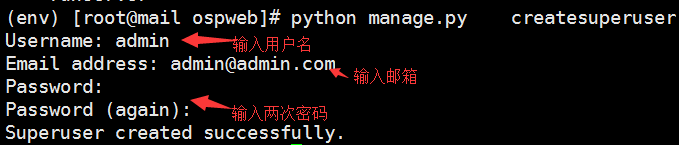 (env) [root@mail ospweb]# python manage.py    createsuperuser
Username: admin 输入用户名
Email address: admin@admin.com 输入邮箱
Password:
Password (again): 输入两次密码
Superuser created successfully.